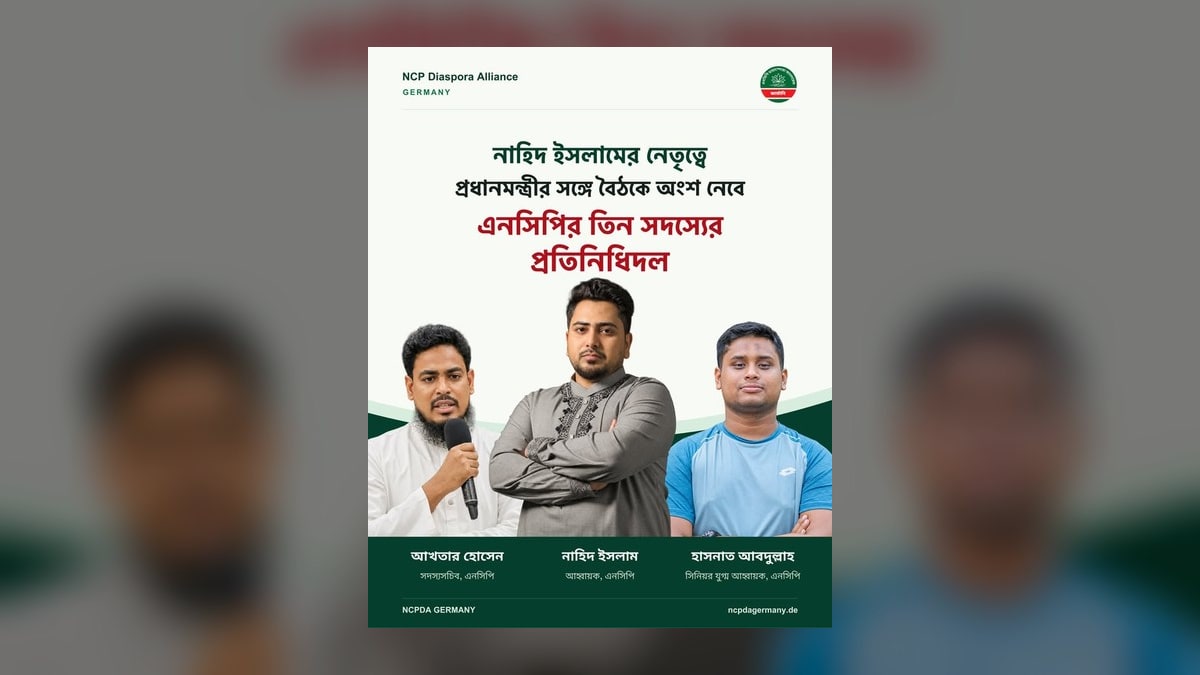 NCP Diaspora Alliance
GERMANY
নাহিদ ইসলামের নেতৃত্বে
প্রধানমন্ত্রীর সঙ্গে বৈঠকে অংশ নেবে
এনসিপির তিন সদস্যের
প্রতিনিধিদল
আখতার হোসেন
সদস্যসচিব, এনসিপি
নাহিদ ইসলাম
আহ্বায়ক, এনসিপি
হাসনাত আবদুল্লাহ
সিনিয়র যুগ্ম আহ্বায়ক, এনসিপি
NCPDA GERMANY
ncpdagermany.de